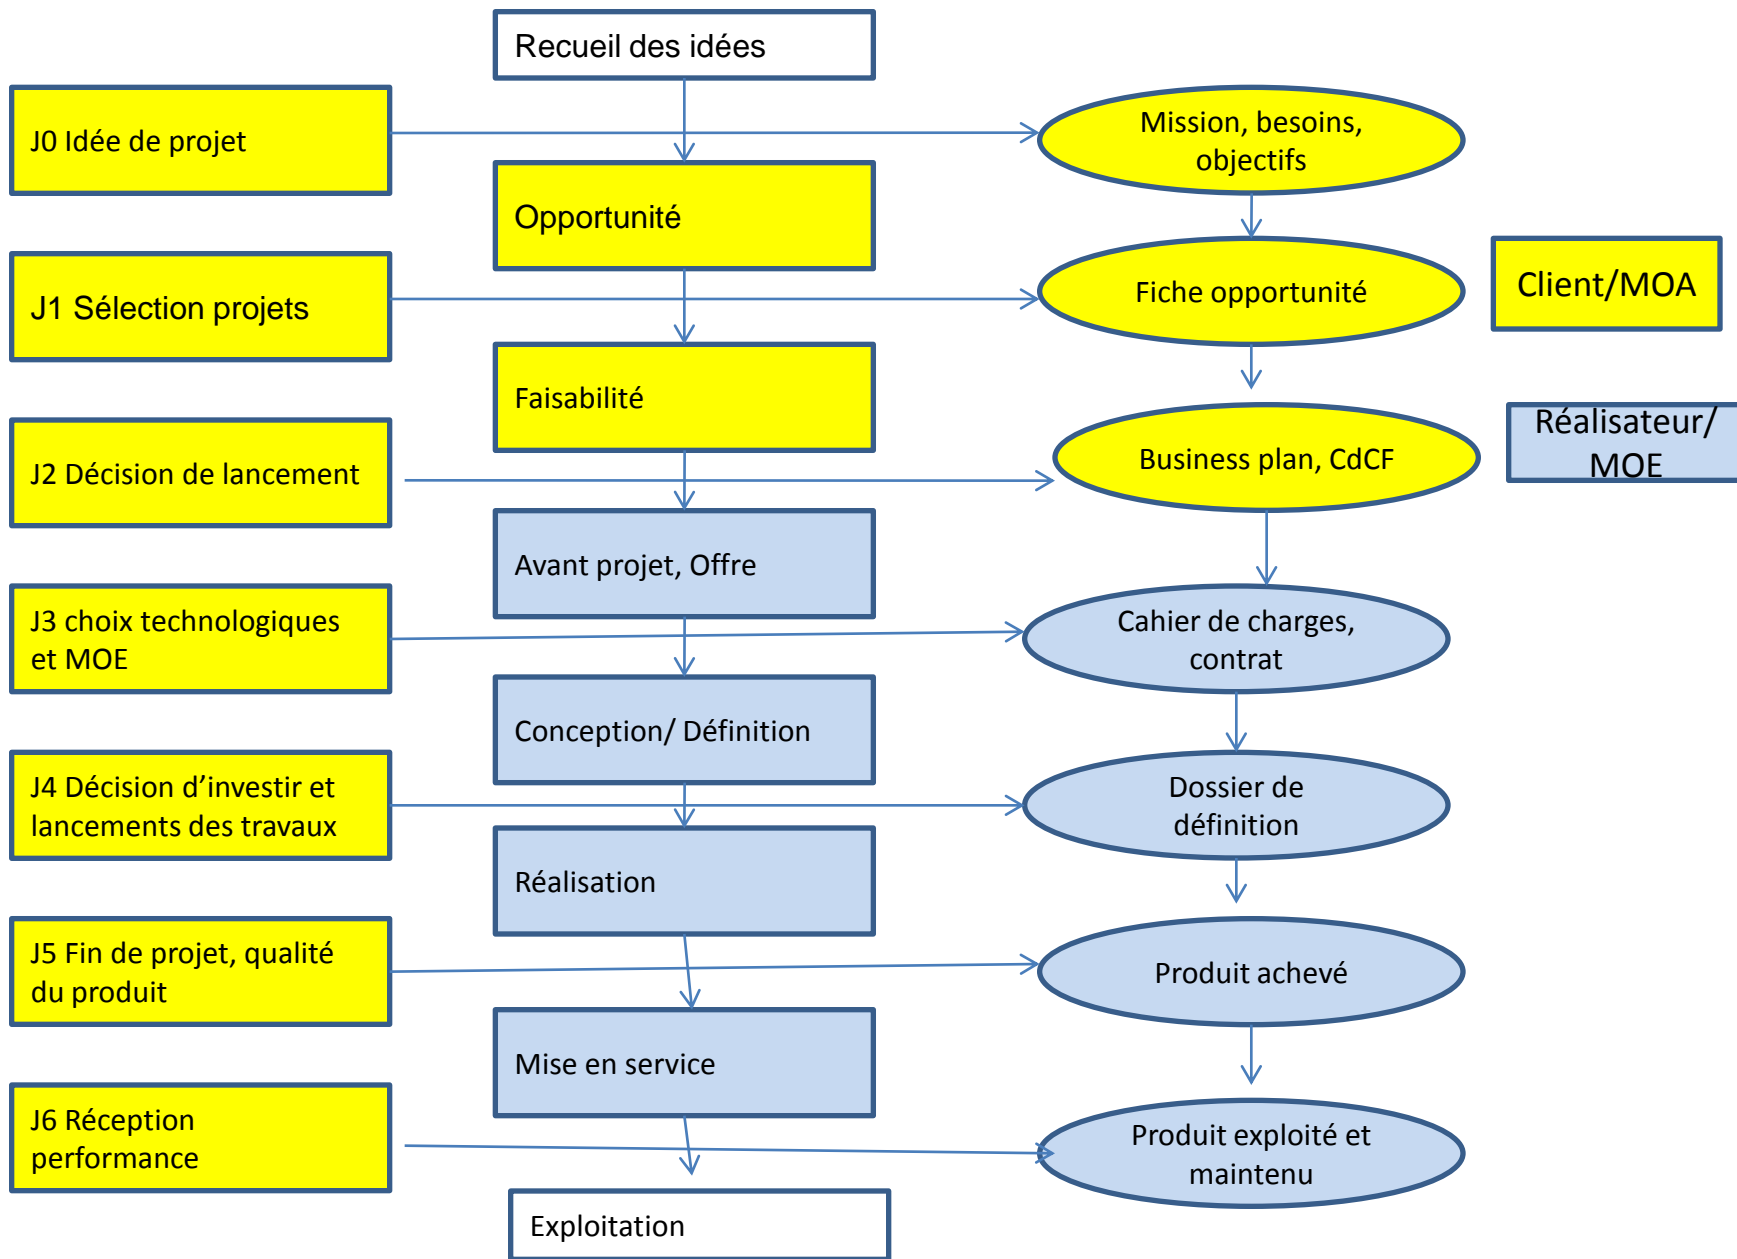 Recueil des idées
J0 Idée de projet
Mission, besoins,
objectifs
Opportunité
J1 Sélection projets
Fiche opportunité
Client/MOA
Faisabilité
J2 Décision de lancement
Business plan, CdCF
Réalisateur/
MOE
Avant projet, Offre
J3 choix technologiques
et MOE
Cahier de charges,
contrat
Conception/ Définition
J4 Décision d’investir et
lancements des travaux
Dossier de
définition
Réalisation
J5 Fin de projet, qualité
du produit
Produit achevé
Mise en service
J6 Réception
performance
Produit exploité et
maintenu
Exploitation